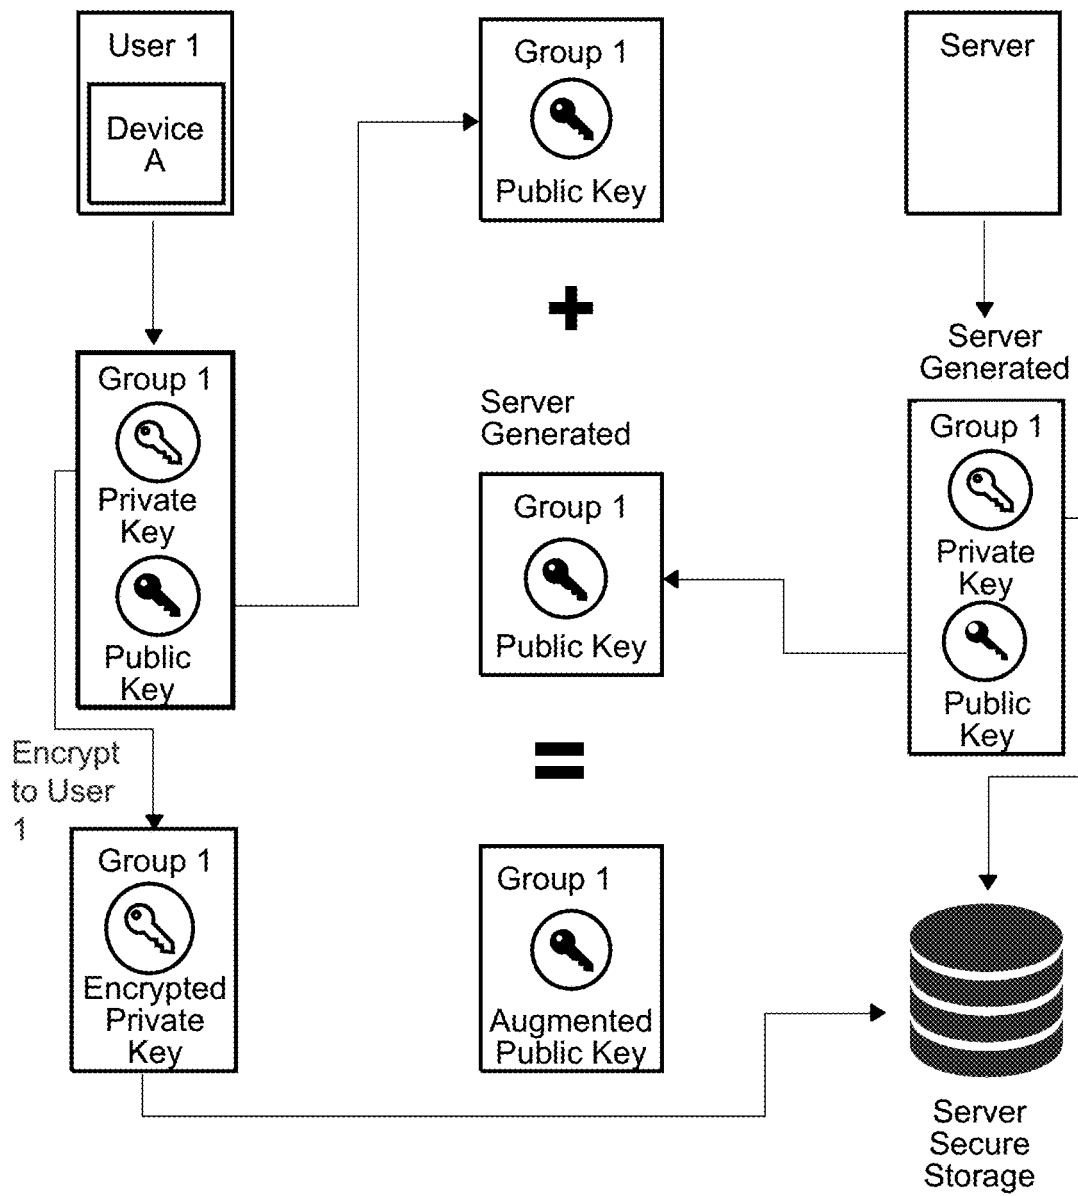 User 1
Device
A
Group 1
Private
Key
Public
Key
Encrypt
to User
1
Group 1
Encrypted
Private
Key
Group 1
Public Key
+
Server
Generated
Group 1
Public Key
=
Group 1
Augmented
Public Key
Server
Server
Generated
Group 1
Private
Key
Public
Key
Server
Secure
Storage